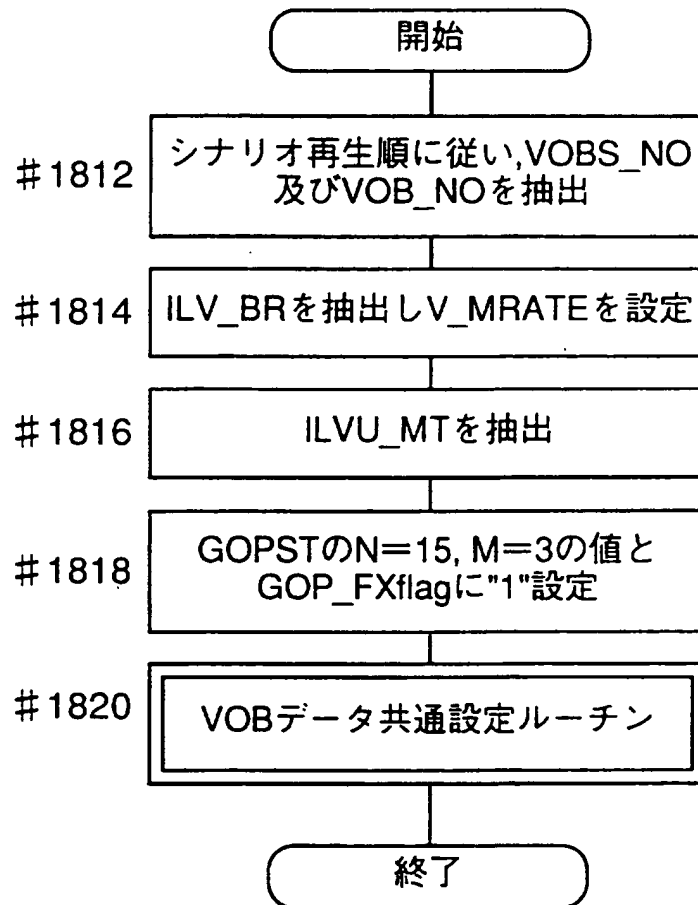 開始
#1812
シナリオ再生順に従い,VOBS_NO
及びVOB_NOを抽出
#1814
ILV_BRを抽出しV_MRATEを設定
#1816
ILVU_MTを抽出
#1818
GOPSTのN=15, M=3の値と
GOP_FXflagに"1"設定
#1820
VOBデータ共通設定ルーチン
終了